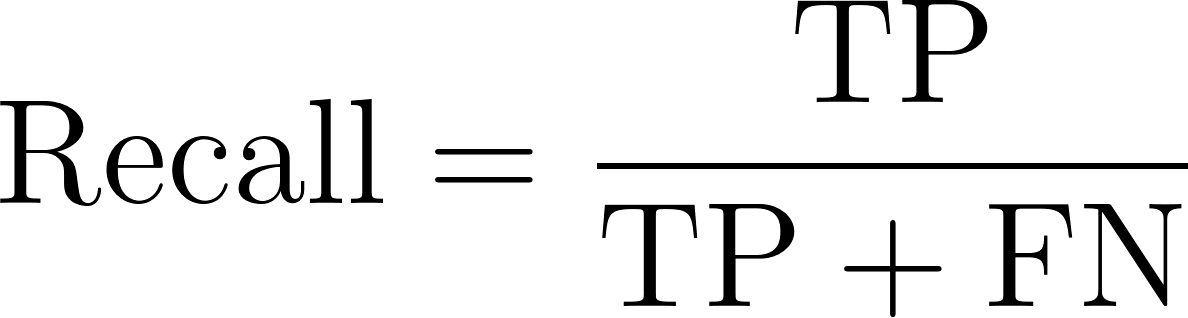 Recall = TP / TP + FN